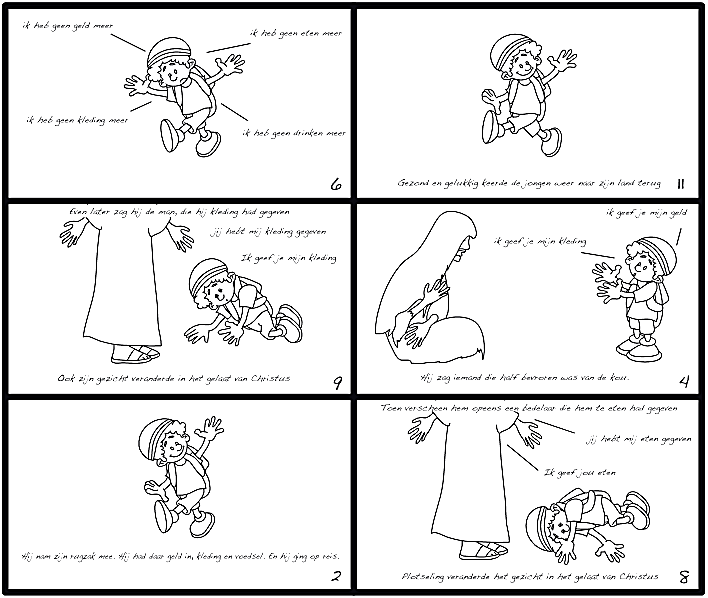 ik heb geen geld meer
ik heb geen eten meer
ik heb geen kleding meer
ik heb geen drinken meer
6
Gezond en gelukkig keerde de jongen weer naar zijn land terug
11
Even later zag hij de man, die hij kleding had gegeven
jij hebt mij kleding gegeven
Ik geef je mijn kleding
Ook zijn gezicht veranderde in het gelaat van Christus
9
ik geef je mijn geld
ik geef je mijn kleding
Hij zag iemand die half bevroren was van de kou.
4
Hij nam zijn rugzak mee. Hij had daar geld in, kleding en voedsel. En hij ging op reis.
2
Toen verscheen hem opeens een bedelaar die hem te eten had gegeven
jij hebt mij eten gegeven
Ik geef jou eten
Plotseling veranderde het gezicht in het gelaat van Christus
8